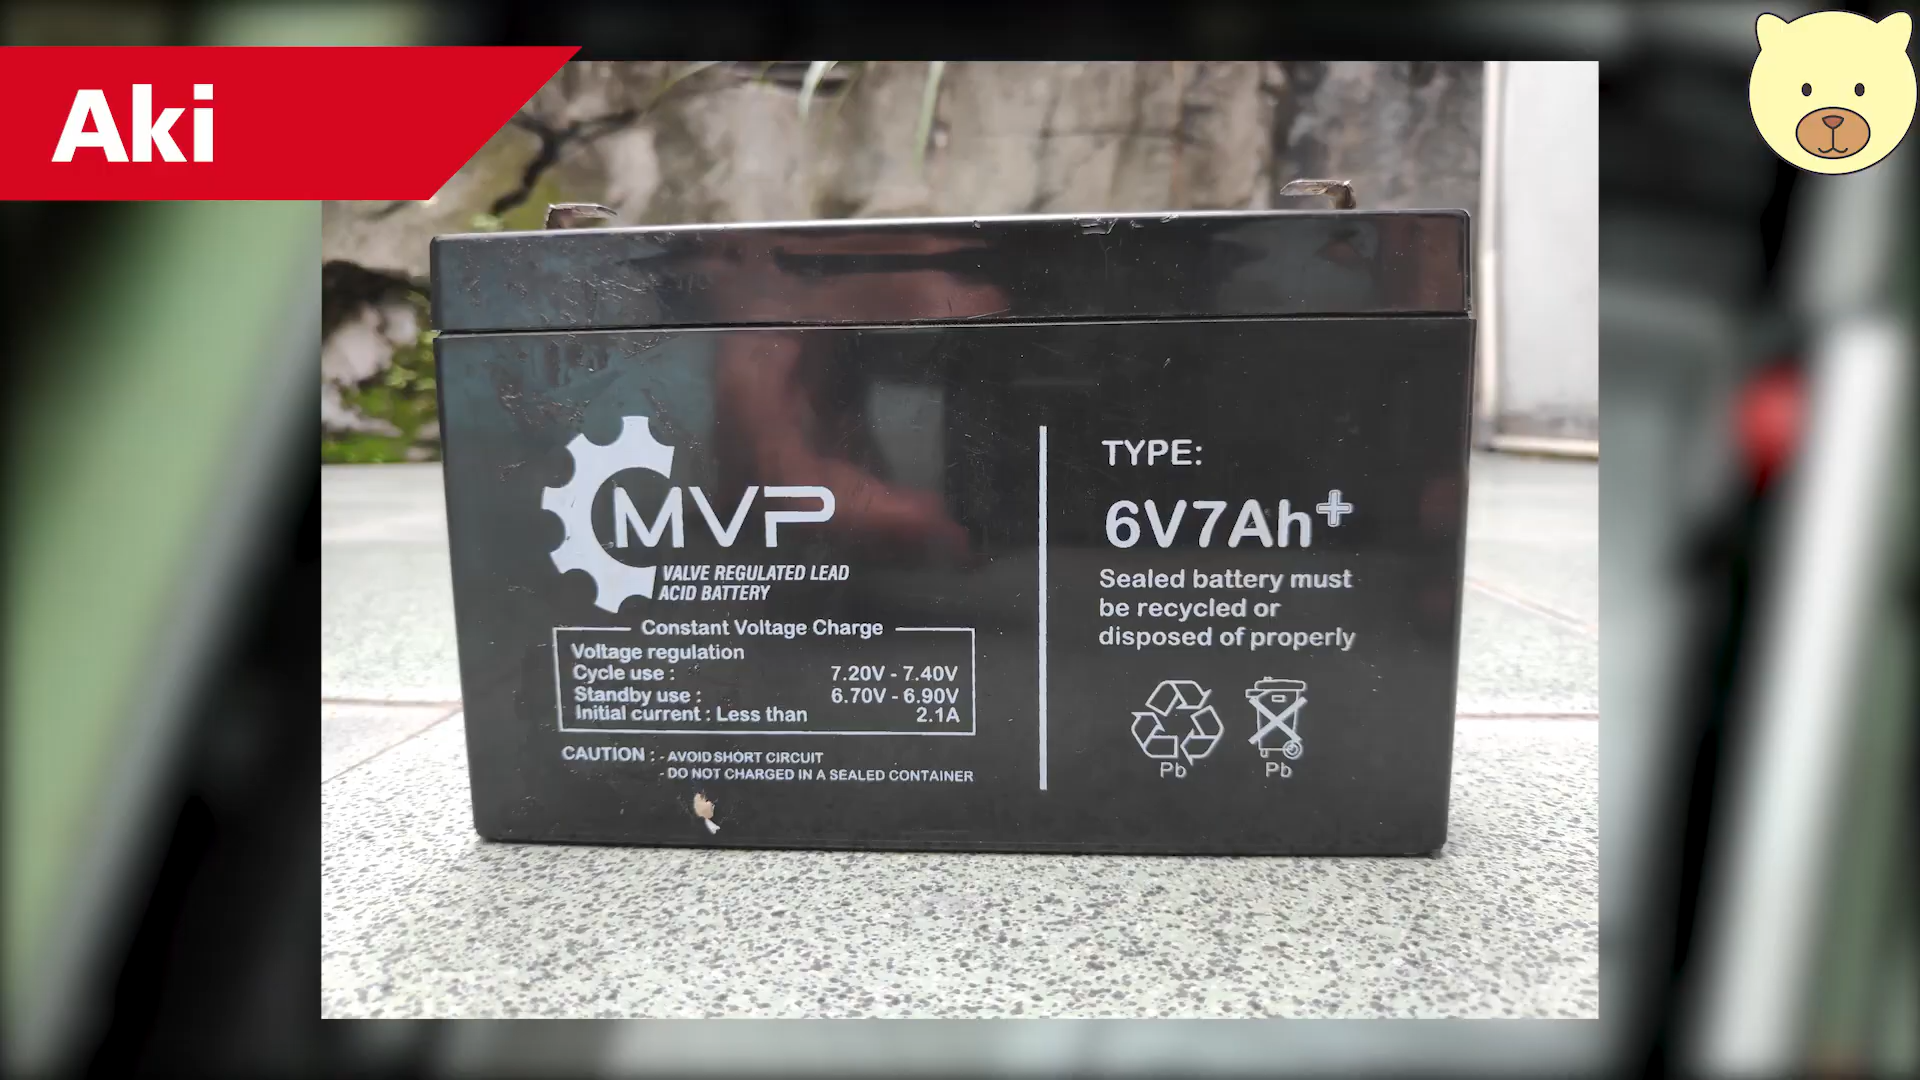 Aki
MVP
VALVE REGULATED LEAD
ACID BATTERY
Constant Voltage Charge
Voltage regulation
Cycle use : 7.20V - 7.40V
Standby use : 6.70V - 6.90V
Initial current : Less than 2.1A
CAUTION : - AVOID SHORT CIRCUIT
- DO NOT CHARGED IN A SEALED CONTAINER
TYPE:
6V7Ah+
Sealed battery must
be recycled or
disposed of properly
Pb Pb